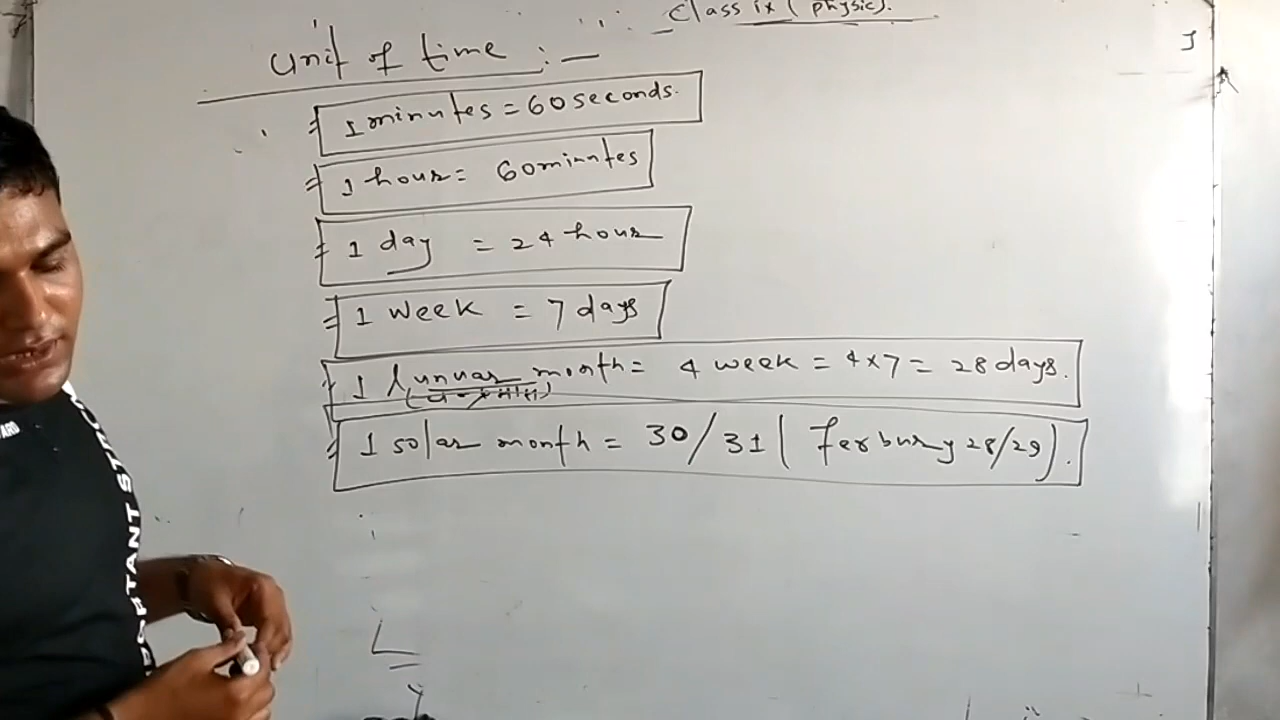 Class ix ( physic).
unit of time :-
1 minutes = 60 seconds.
1 hour = 60 minutes
1 day = 24 hour
1 week = 7 days
1 lunuar month = 4 week = 4 x 7 = 28 days.
1 solar month = 30/31 ( Ferbury 28/29).